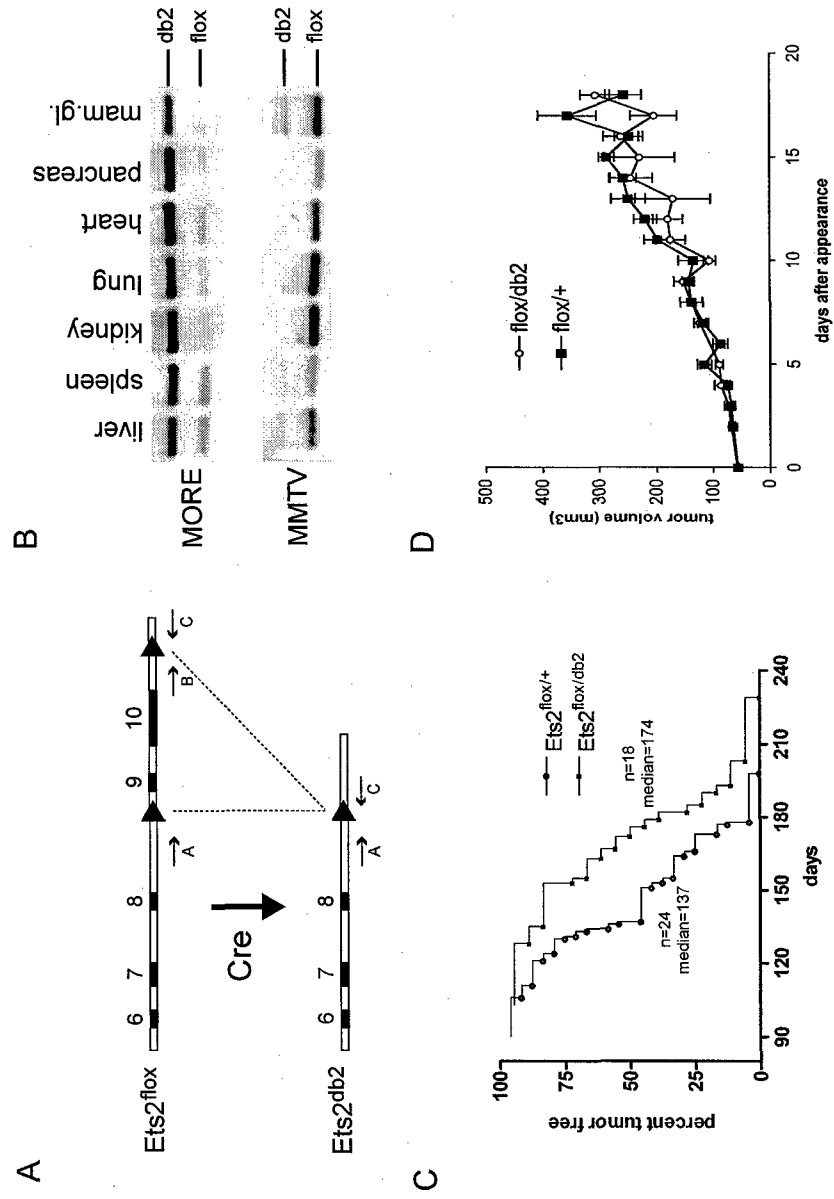 A
Ets2flox
6 7 8 9 10
A B C
Cre
Ets2db2
6 7 8
A C
B
liver spleen kidney lung heart pancreas mam.gl.
MORE
db2
flox
MMTV
db2
flox
C
percent tumor free
100
75
50
25
0
90 120 150 180 210 240
days
Ets2flox/+
Ets2flox/db2
n=18
median=174
n=24
median=137
D
tumor volume (mm3)
500
400
300
200
100
0
0 5 10 15 20
days after appearance
flox/db2
flox/+